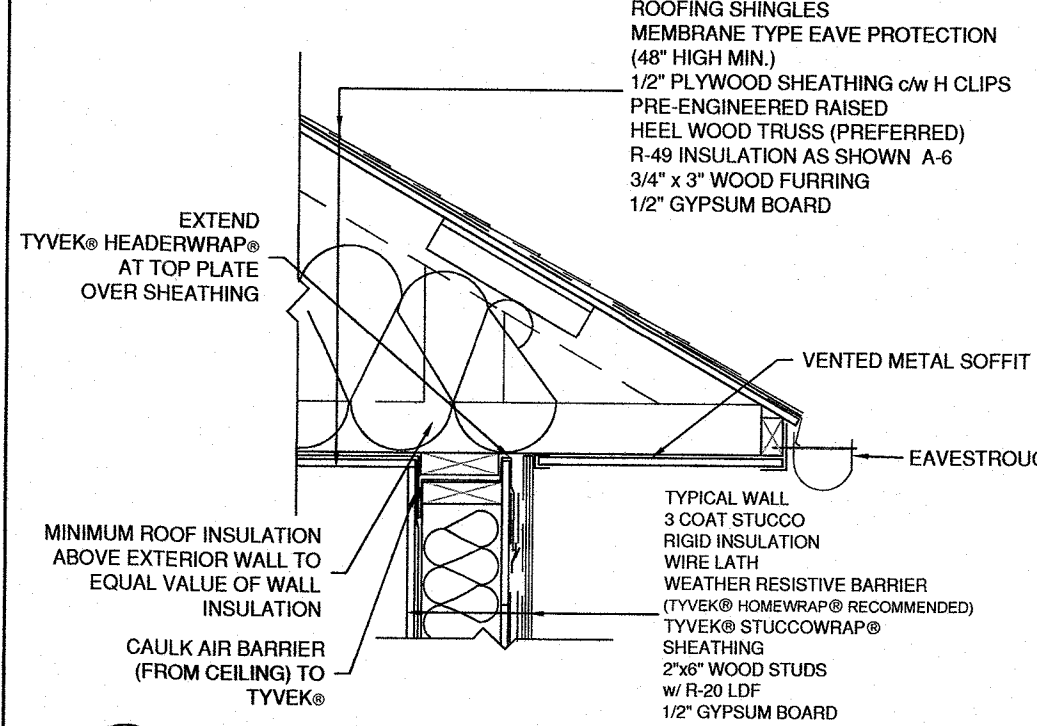 ROOFING SHINGLES
MEMBRANE TYPE EAVE PROTECTION
(48" HIGH MIN.)
1/2" PLYWOOD SHEATHING c/w H CLIPS
PRE-ENGINEERED RAISED
HEEL WOOD TRUSS (PREFERRED)
R-49 INSULATION AS SHOWN A-6
3/4" x 3" WOOD FURRING
1/2" GYPSUM BOARD
EXTEND
TYVEK® HEADERWRAP®
AT TOP PLATE
OVER SHEATHING
VENTED METAL SOFFIT
EAVESTROUG
MINIMUM ROOF INSULATION
ABOVE EXTERIOR WALL TO
EQUAL VALUE OF WALL
INSULATION
CAULK AIR BARRIER
(FROM CEILING) TO
TYVEK®
TYPICAL WALL
3 COAT STUCCO
RIGID INSULATION
WIRE LATH
WEATHER RESISTIVE BARRIER
(TYVEK® HOMEWRAP® RECOMMENDED)
TYVEK® STUCCOWRAP®
SHEATHING
2"x6" WOOD STUDS
w/ R-20 LDF
1/2" GYPSUM BOARD